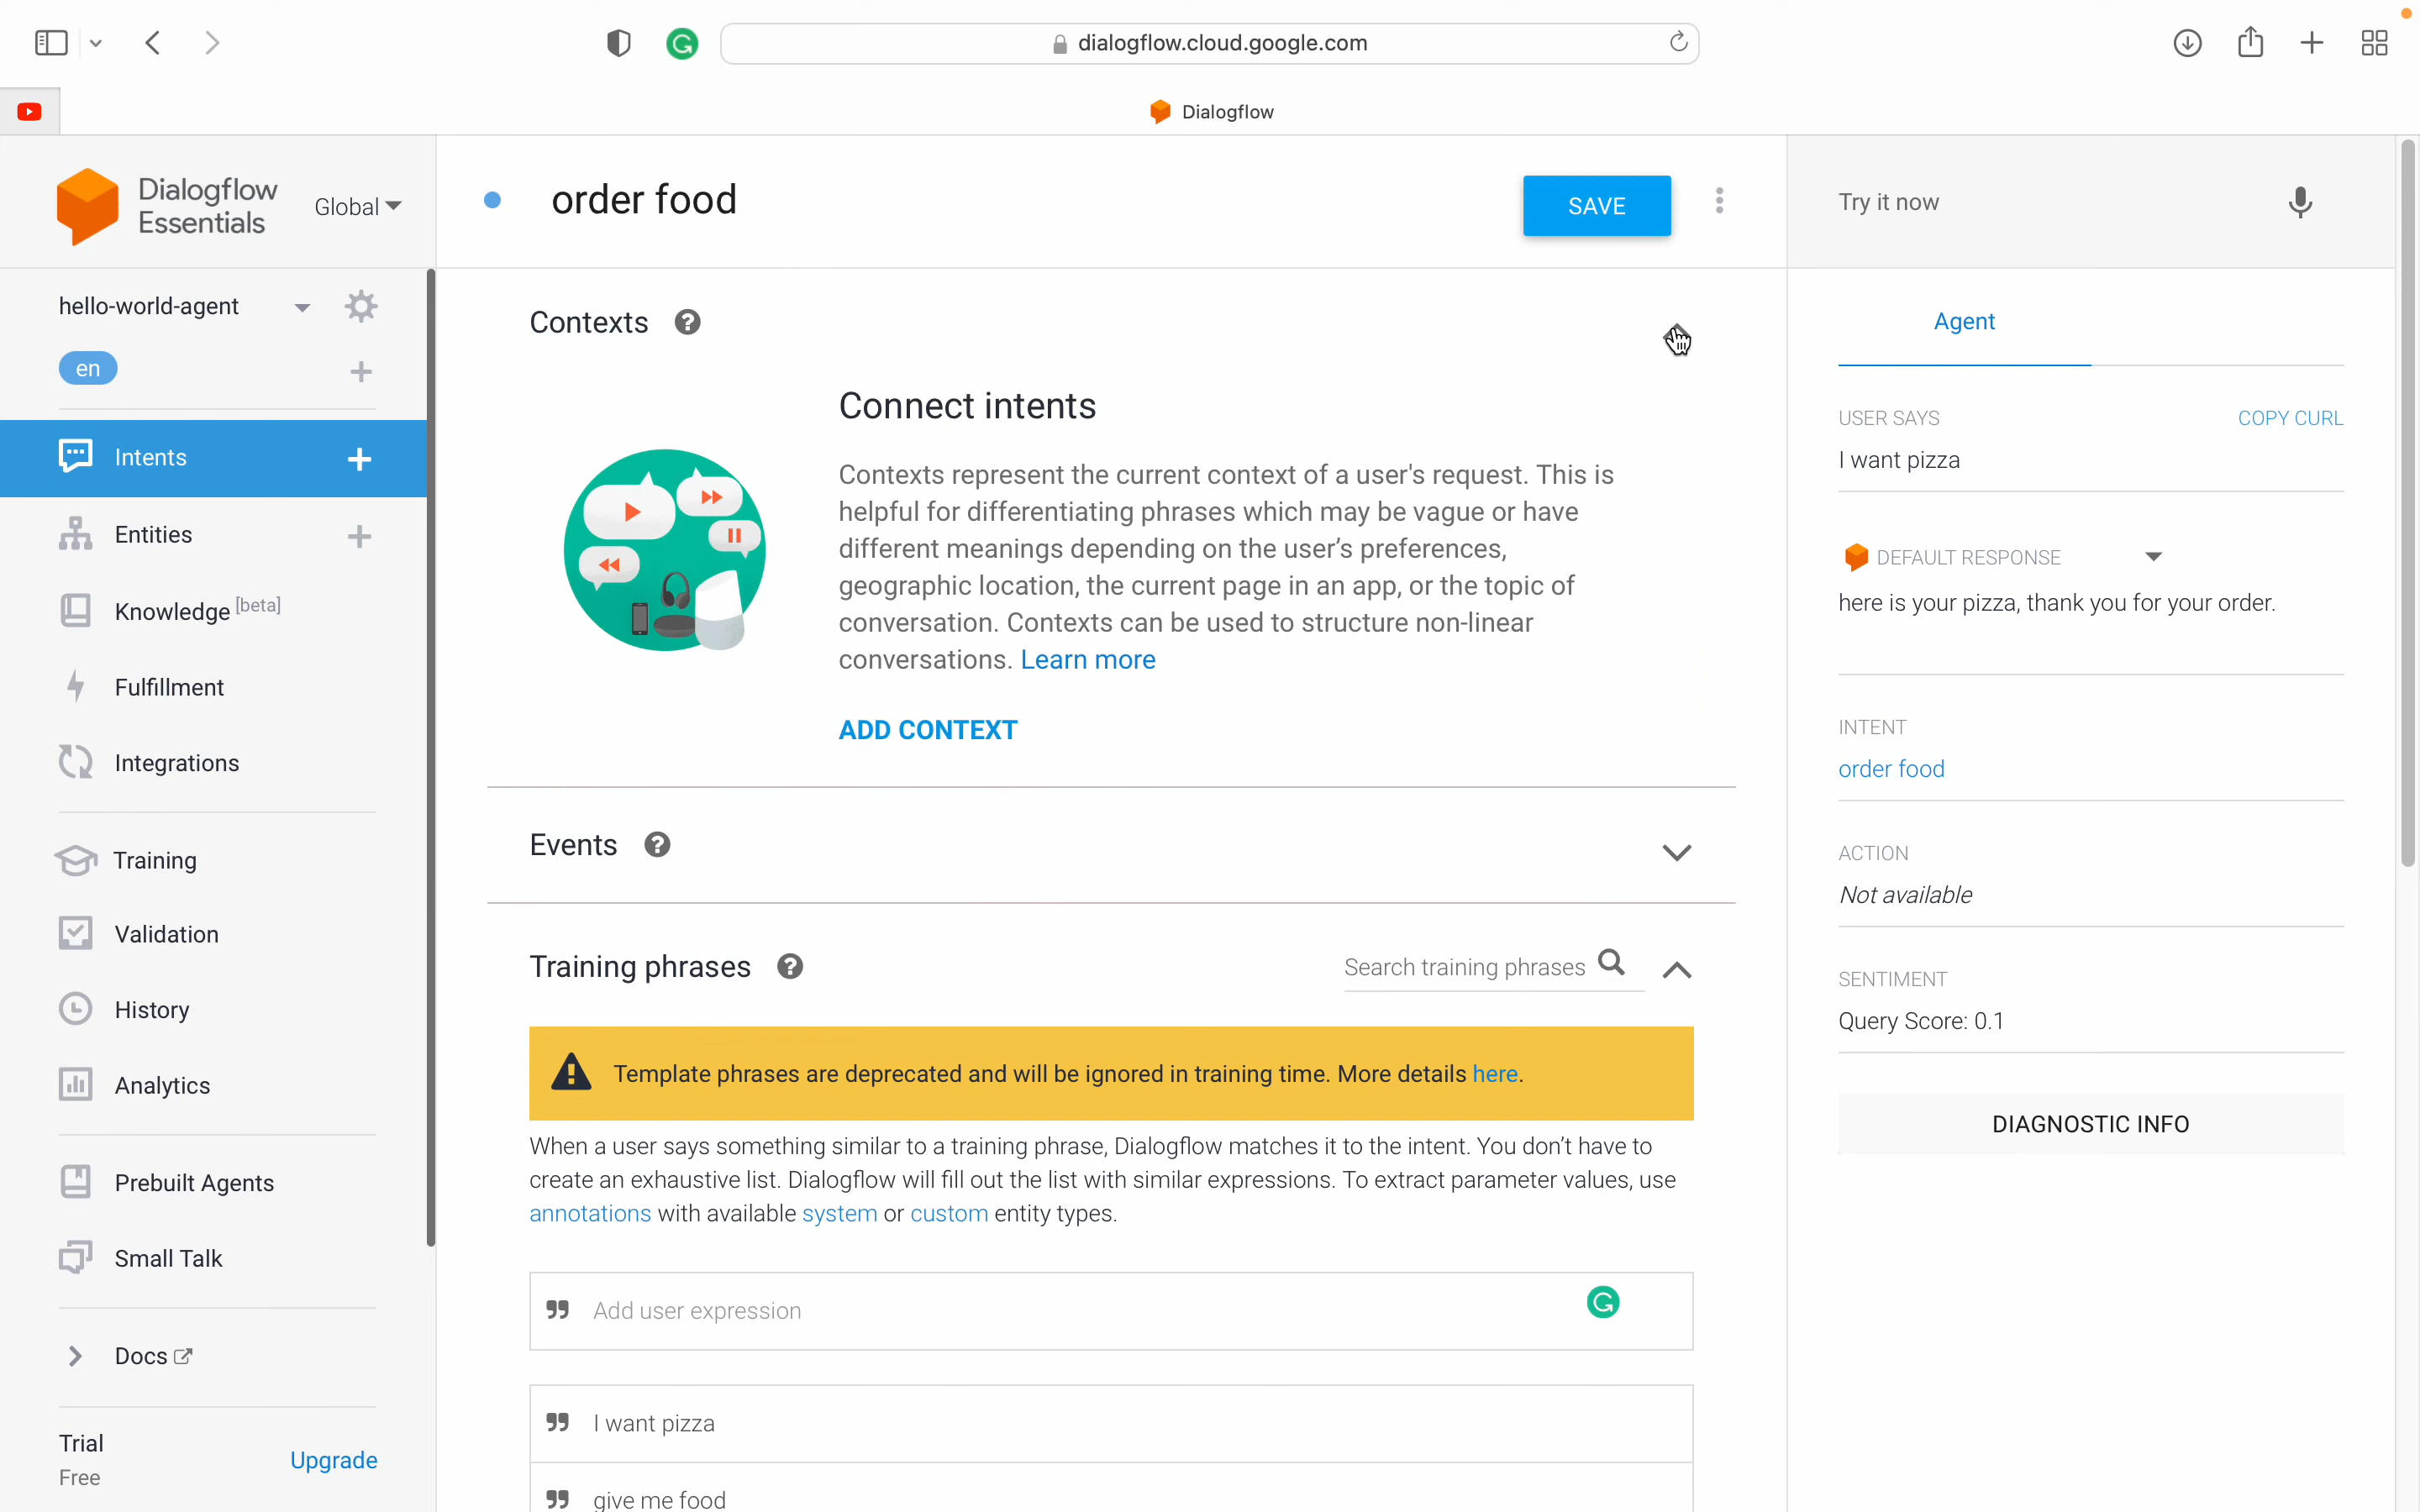 dialogflow.cloud.google.com
Dialogflow
Dialogflow
Essentials
Global
hello-world-agent
en
Intents
Entities
Knowledge [beta]
Fulfillment
Integrations
Training
Validation
History
Analytics
Prebuilt Agents
Small Talk
Docs
Trial
Free
Upgrade
order food
SAVE
Contexts
Connect intents
Contexts represent the current context of a user's request. This is
helpful for differentiating phrases which may be vague or have
different meanings depending on the user’s preferences,
geographic location, the current page in an app, or the topic of
conversation. Contexts can be used to structure non-linear
conversations. Learn more
ADD CONTEXT
Events
Training phrases
Search training phrases
Template phrases are deprecated and will be ignored in training time. More details here.
When a user says something similar to a training phrase, Dialogflow matches it to the intent. You don’t have to
create an exhaustive list. Dialogflow will fill out the list with similar expressions. To extract parameter values, use
annotations with available system or custom entity types.
Add user expression
I want pizza
give me food
Try it now
Agent
USER SAYS
COPY CURL
I want pizza
DEFAULT RESPONSE
here is your pizza, thank you for your order.
INTENT
order food
ACTION
Not available
SENTIMENT
Query Score: 0.1
DIAGNOSTIC INFO